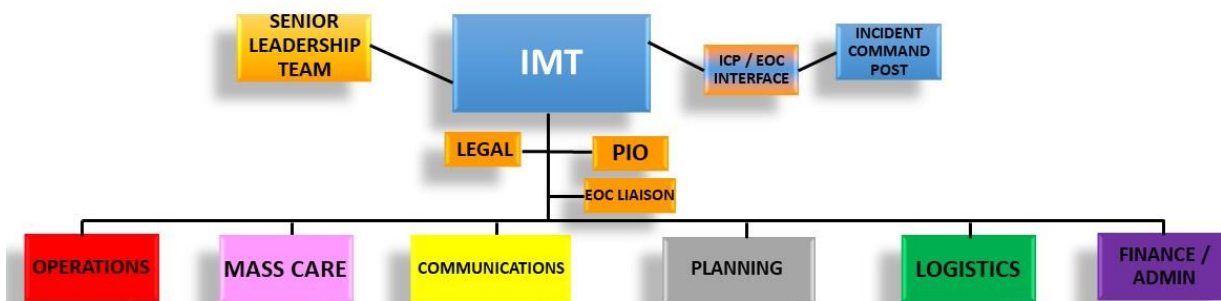 SENIOR
LEADERSHIP
TEAM
IMT
ICP / EOC
INTERFACE
INCIDENT
COMMAND
POST
LEGAL
PIO
EOC LIAISON
OPERATIONS
MASS CARE
COMMUNICATIONS
PLANNING
LOGISTICS
FINANCE /
ADMIN